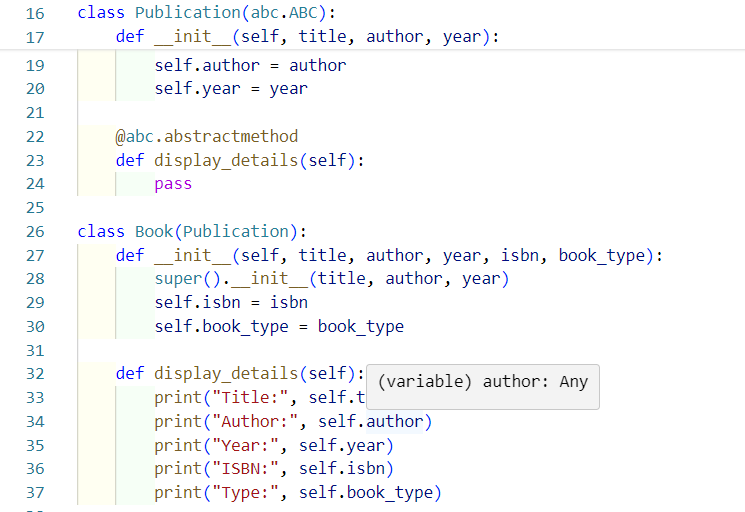 16 class Publication(abc.ABC):
17 def __init__(self, title, author, year):
19 self.author = author
20 self.year = year
21
22 @abc.abstractmethod
23 def display_details(self):
24 pass
25
26 class Book(Publication):
27 def __init__(self, title, author, year, isbn, book_type):
28 super().__init__(title, author, year)
29 self.isbn = isbn
30 self.book_type = book_type
31
32 def display_details(self):
(variable) author: Any
33 print("Title:", self.t
34 print("Author:", self.author)
35 print("Year:", self.year)
36 print("ISBN:", self.isbn)
37 print("Type:", self.book_type)